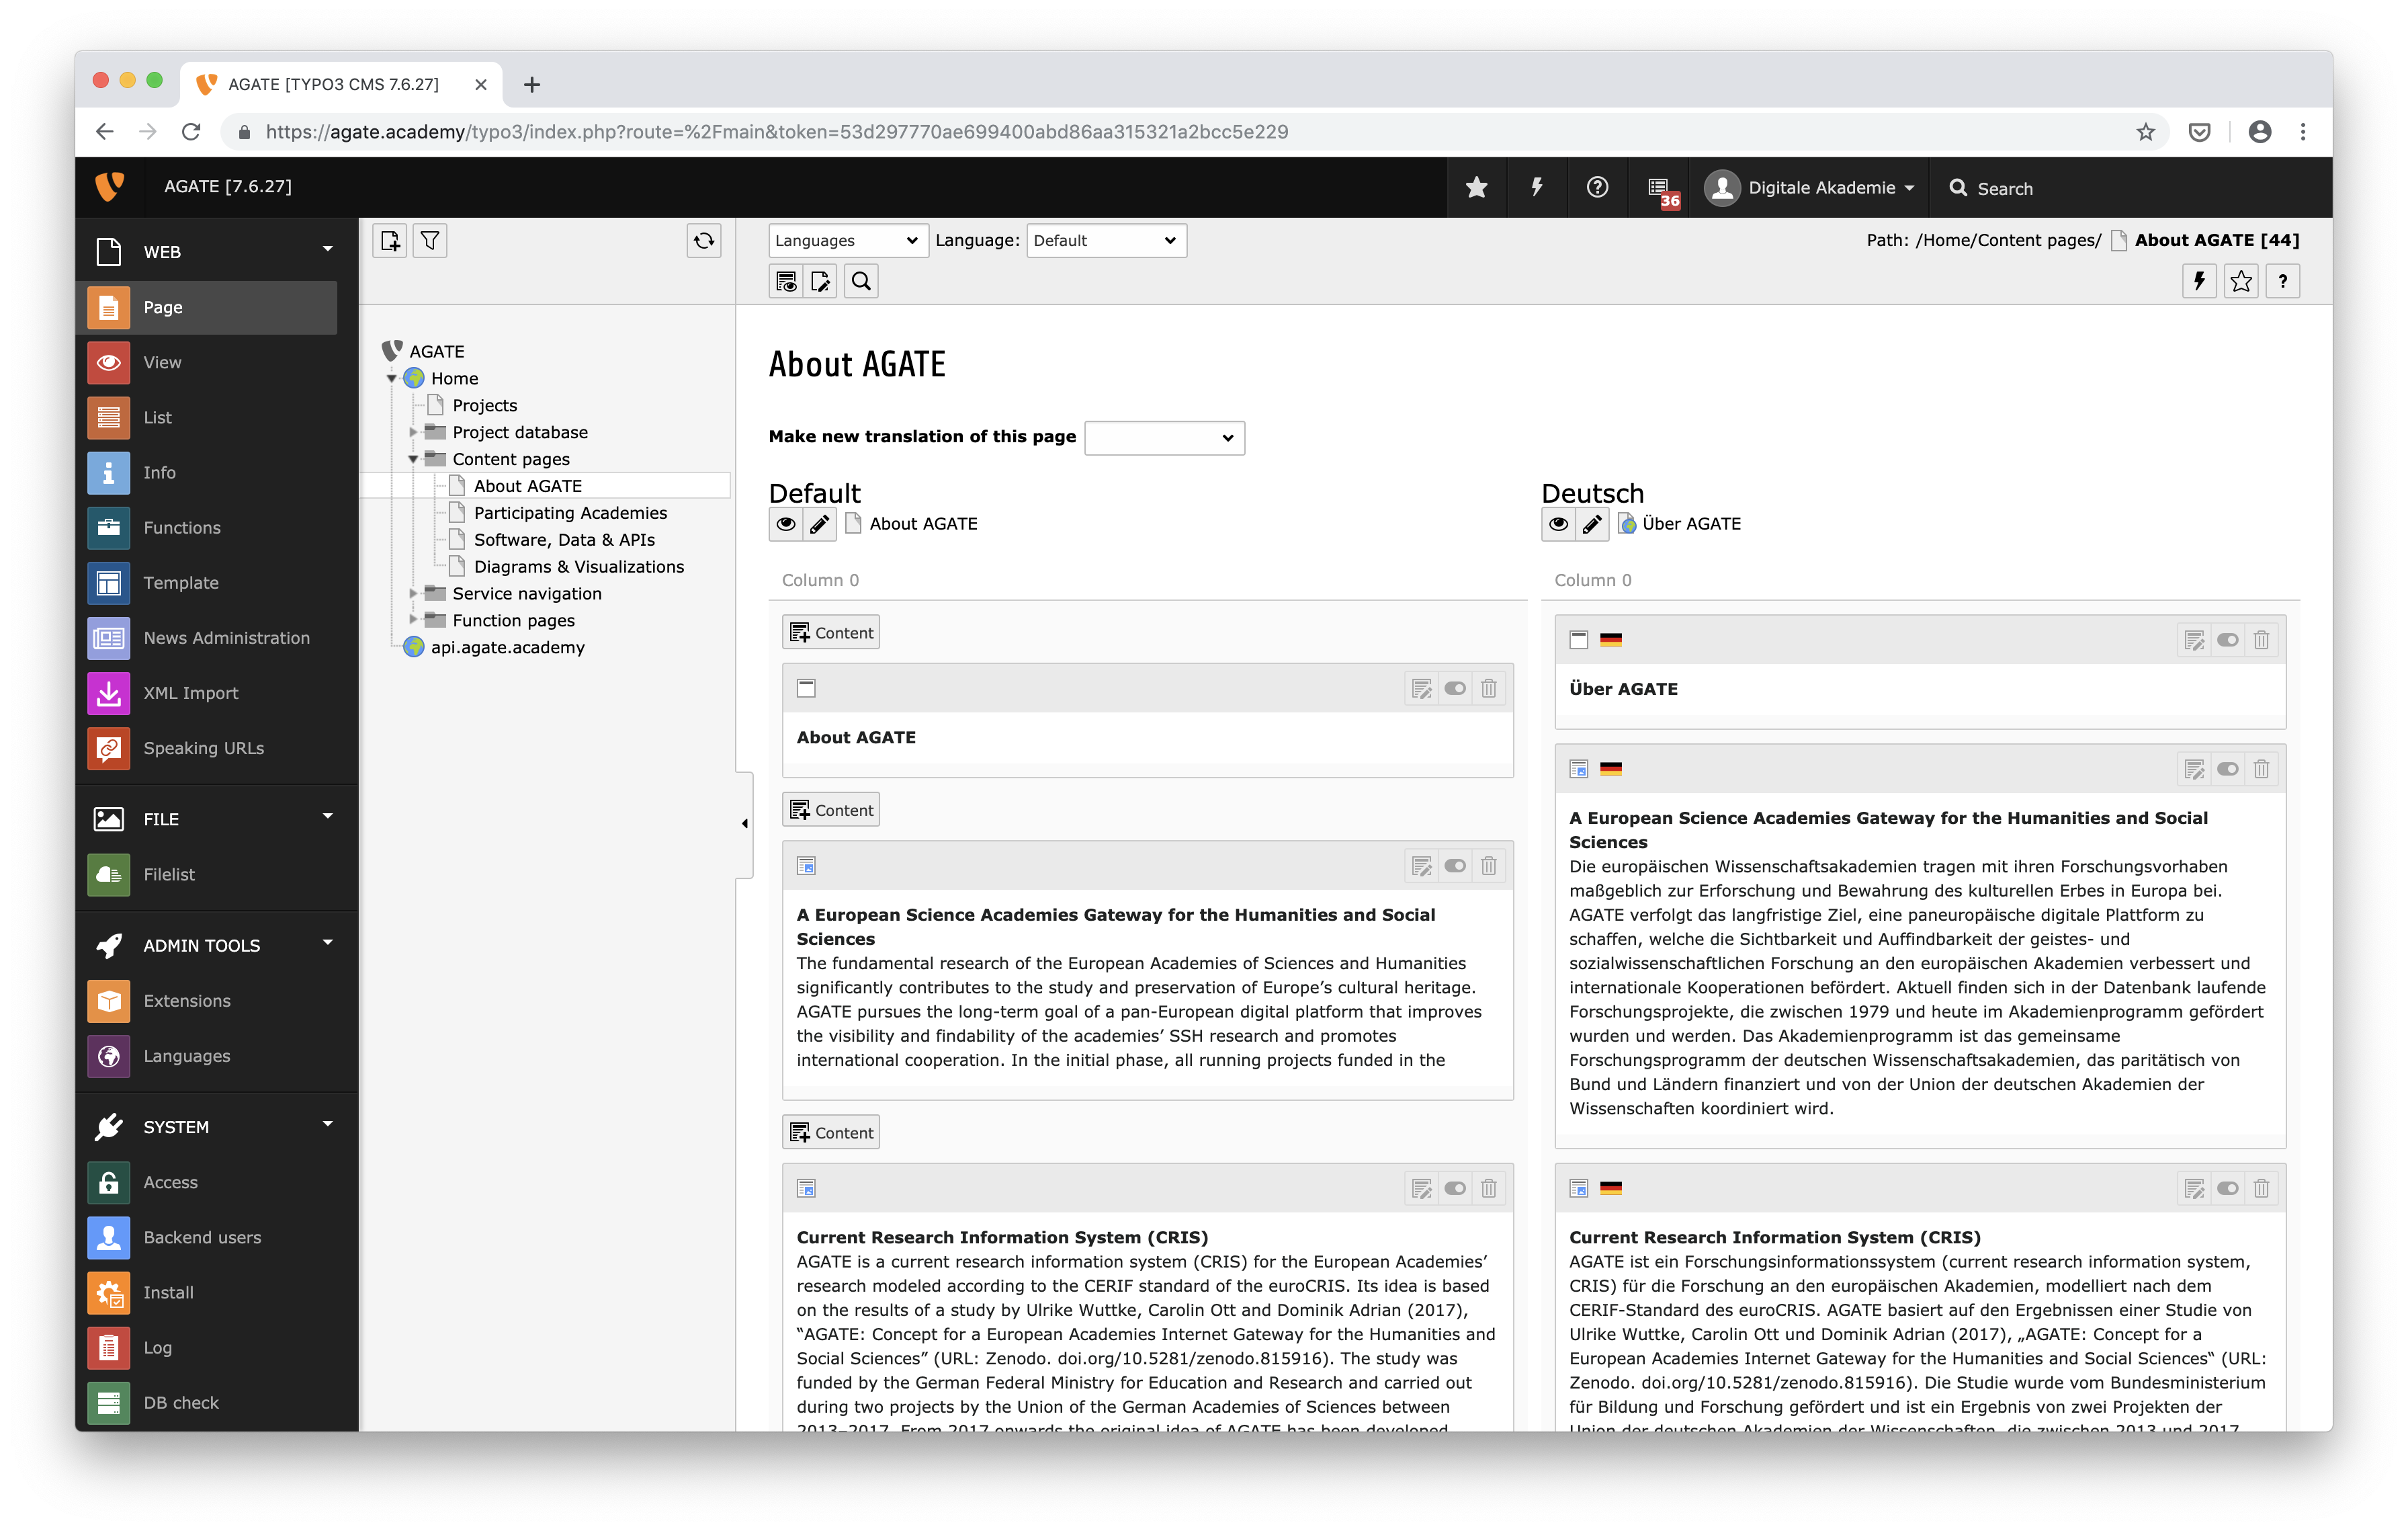 AGATE [TYPO3 CMS 7.6.27]
https://agate.academy/typo3/index.php?route=%2Fmain&token=53d297770ae699400abd86aa315321a2bcc5e229
AGATE [7.6.27]
36
Digitale Akademie
Search
WEB
Page
View
List
Info
Functions
Template
News Administration
XML Import
Speaking URLs
FILE
Filelist
ADMIN TOOLS
Extensions
Languages
SYSTEM
Access
Backend users
Install
Log
DB check
AGATE
Home
Projects
Project database
Content pages
About AGATE
Participating Academies
Software, Data & APIs
Diagrams & Visualizations
Service navigation
Function pages
api.agate.academy
Languages
Language:
Default
Path: /Home/Content pages/ About AGATE [44]
?
About AGATE
Make new translation of this page
Default
About AGATE
Column 0
Content
About AGATE
Content
A European Science Academies Gateway for the Humanities and Social
Sciences
The fundamental research of the European Academies of Sciences and Humanities
significantly contributes to the study and preservation of Europe’s cultural heritage.
AGATE pursues the long-term goal of a pan-European digital platform that improves
the visibility and findability of the academies’ SSH research and promotes
international cooperation. In the initial phase, all running projects funded in the
Content
Current Research Information System (CRIS)
AGATE is a current research information system (CRIS) for the European Academies’
research modeled according to the CERIF standard of the euroCRIS. Its idea is based
on the results of a study by Ulrike Wuttke, Carolin Ott and Dominik Adrian (2017),
“AGATE: Concept for a European Academies Internet Gateway for the Humanities and
Social Sciences” (URL: Zenodo. doi.org/10.5281/zenodo.815916). The study was
funded by the German Federal Ministry for Education and Research and carried out
during two projects by the Union of the German Academies of Sciences between
2013–2017. From 2017 onwards the original idea of AGATE has been developed
Deutsch
Über AGATE
Column 0
Über AGATE
A European Science Academies Gateway for the Humanities and Social
Sciences
Die europäischen Wissenschaftsakademien tragen mit ihren Forschungsvorhaben
maßgeblich zur Erforschung und Bewahrung des kulturellen Erbes in Europa bei.
AGATE verfolgt das langfristige Ziel, eine paneuropäische digitale Plattform zu
schaffen, welche die Sichtbarkeit und Auffindbarkeit der geistes- und
sozialwissenschaftlichen Forschung an den europäischen Akademien verbessert und
internationale Kooperationen befördert. Aktuell finden sich in der Datenbank laufende
Forschungsprojekte, die zwischen 1979 und heute im Akademienprogramm gefördert
wurden und werden. Das Akademienprogramm ist das gemeinsame
Forschungsprogramm der deutschen Wissenschaftsakademien, das paritätisch von
Bund und Ländern finanziert und von der Union der deutschen Akademien der
Wissenschaften koordiniert wird.
Current Research Information System (CRIS)
AGATE ist ein Forschungsinformationssystem (current research information system,
CRIS) für die Forschung an den europäischen Akademien, modelliert nach dem
CERIF-Standard des euroCRIS. AGATE basiert auf den Ergebnissen einer Studie von
Ulrike Wuttke, Carolin Ott und Dominik Adrian (2017), „AGATE: Concept for a
European Academies Internet Gateway for the Humanities and Social Sciences“ (URL:
Zenodo. doi.org/10.5281/zenodo.815916). Die Studie wurde vom Bundesministerium
für Bildung und Forschung gefördert und ist ein Ergebnis von zwei Projekten der
Union der deutschen Akademien der Wissenschaften, die zwischen 2013 und 2017